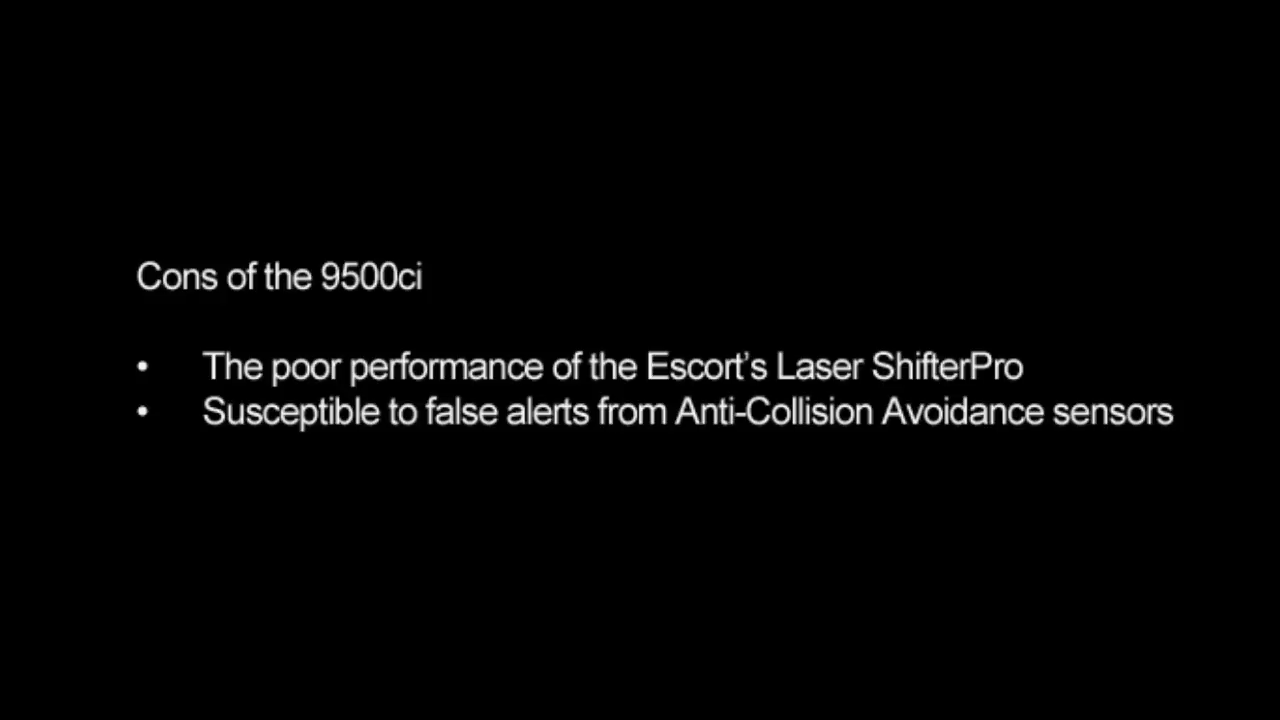 Cons of the 9500ci
• The poor performance of the Escort’s Laser ShifterPro
• Susceptible to false alerts from Anti-Collision Avoidance sensors